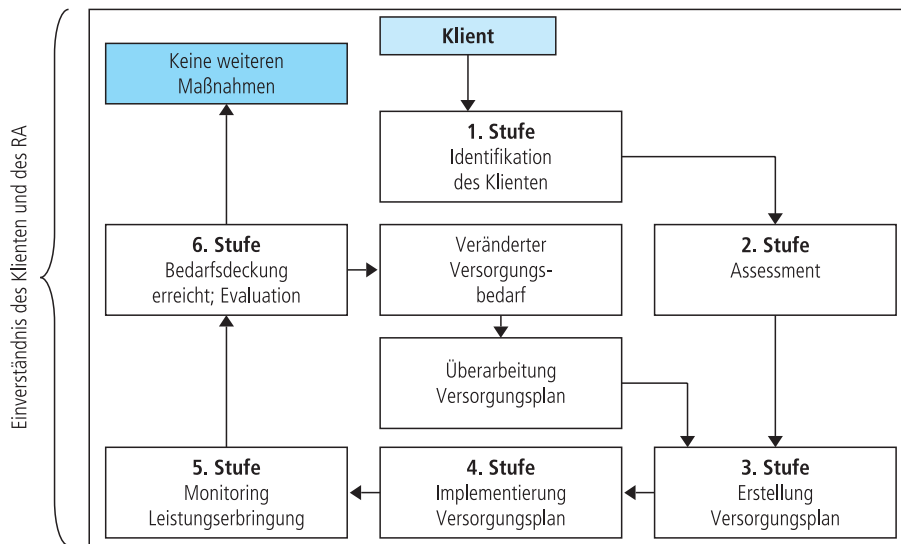 Einverständnis des Klienten und des RA
Klient
Keine weiteren
Maßnahmen
1. Stufe
Identifikation
des Klienten
2. Stufe
Assessment
6. Stufe
Bedarfsdeckung
erreicht; Evaluation
Veränderter
Versorgungs-
bedarf
Überarbeitung
Versorgungsplan
3. Stufe
Erstellung
Versorgungsplan
4. Stufe
Implementierung
Versorgungsplan
5. Stufe
Monitoring
Leistungserbringung